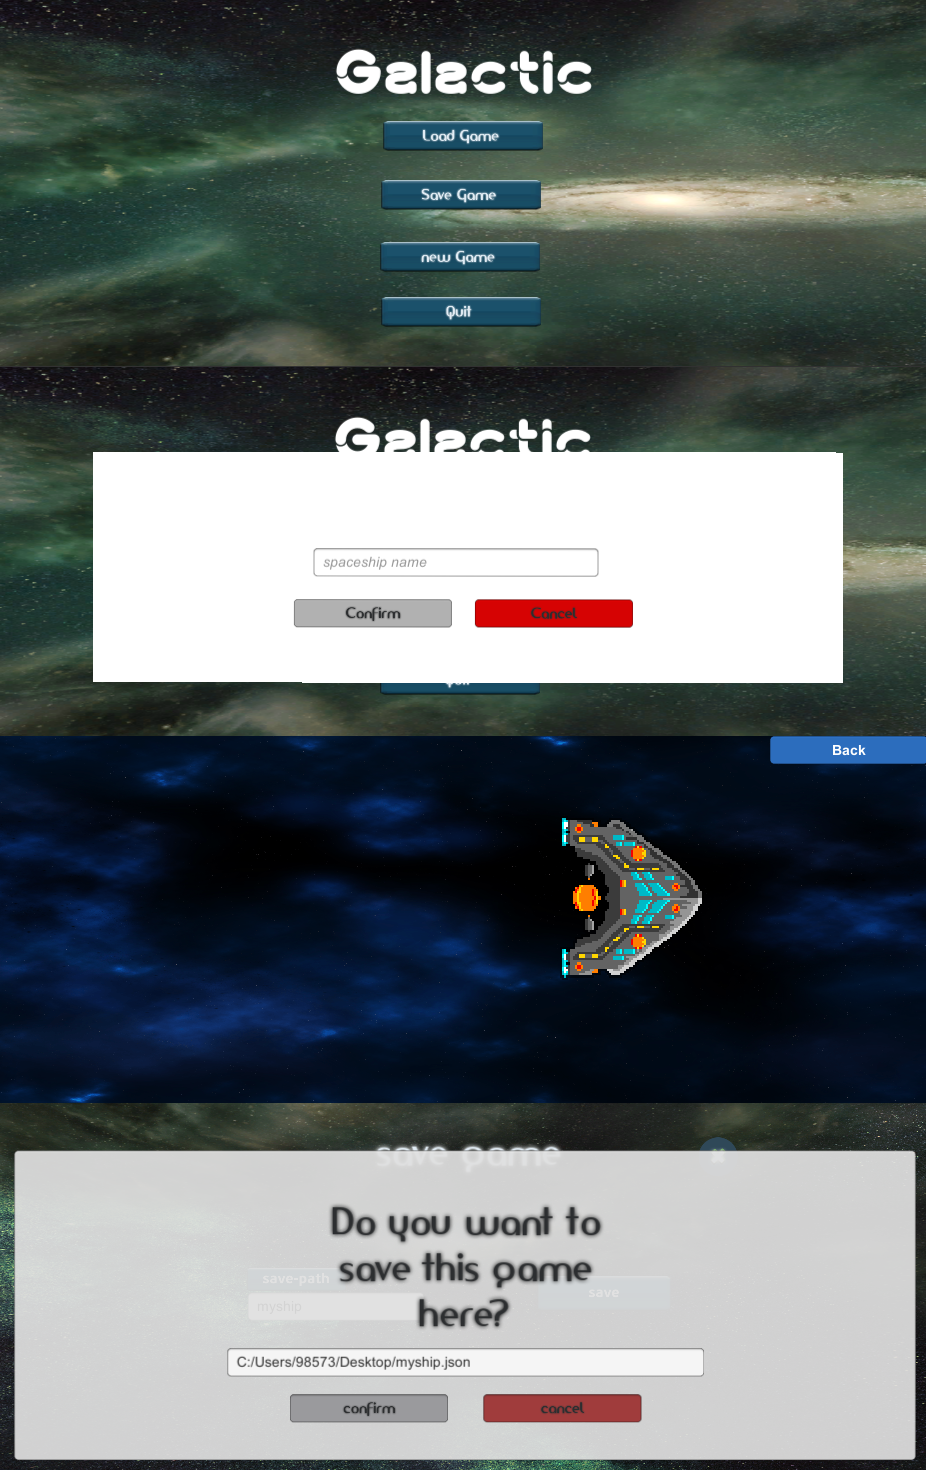 Galactic
Load Game
Save Game
new Game
Quit
Galactic
spaceship name
Confirm
Cancel
Back
save game
Do you want to
save this game
here?
save-path
save
myship
C:/Users/98573/Desktop/myship.json
confirm
cancel